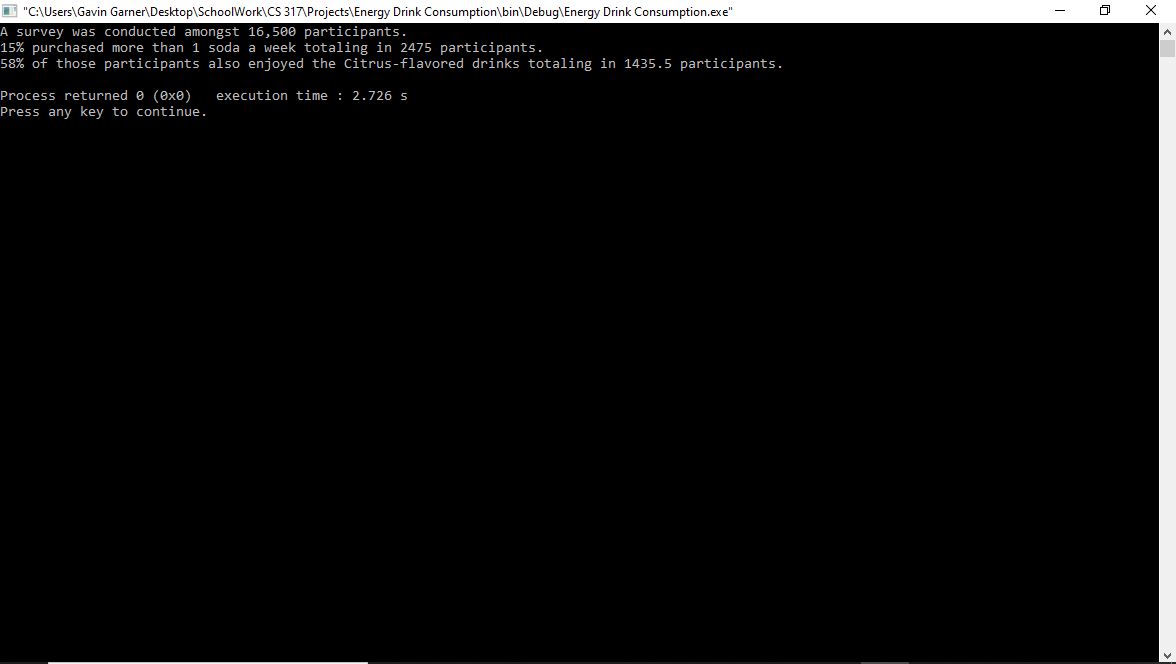 "C:\Users\Gavin Garner\Desktop\SchoolWork\CS 317\Projects\Energy Drink Consumption\bin\Debug\Energy Drink Consumption.exe"
A survey was conducted amongst 16,500 participants.
15% purchased more than 1 soda a week totaling in 2475 participants.
58% of those participants also enjoyed the Citrus-flavored drinks totaling in 1435.5 participants.
Process returned 0 (0x0)   execution time : 2.726 s
Press any key to continue.